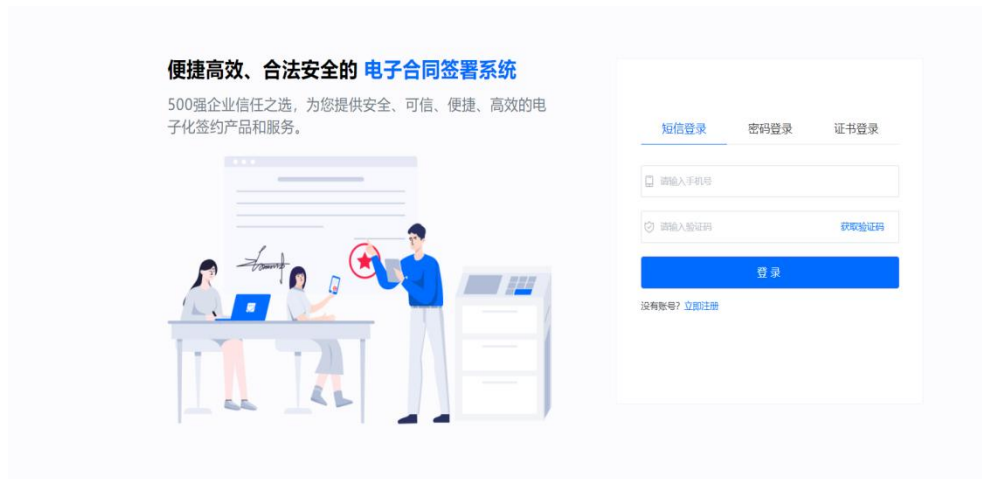 便捷高效、合法安全的 电子合同签署系统
500强企业信任之选，为您提供安全、可信、便捷、高效的电
子化签约产品和服务。
短信登录 密码登录 证书登录
请输入手机号
请输入验证码 获取验证码
登 录
没有账号？立即注册